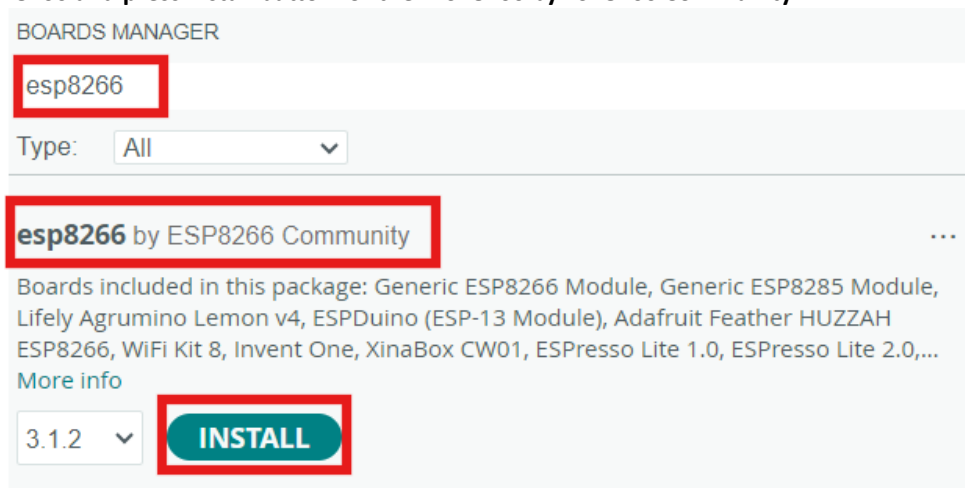 BOARDS MANAGER
esp8266
Type: All
esp8266 by ESP8266 Community
...
Boards included in this package: Generic ESP8266 Module, Generic ESP8285 Module,
Lifely Agrumino Lemon v4, ESPDuino (ESP-13 Module), Adafruit Feather HUZZAH
ESP8266, WiFi Kit 8, Invent One, XinaBox CW01, ESPresso Lite 1.0, ESPresso Lite 2.0,...
More info
3.1.2 INSTALL